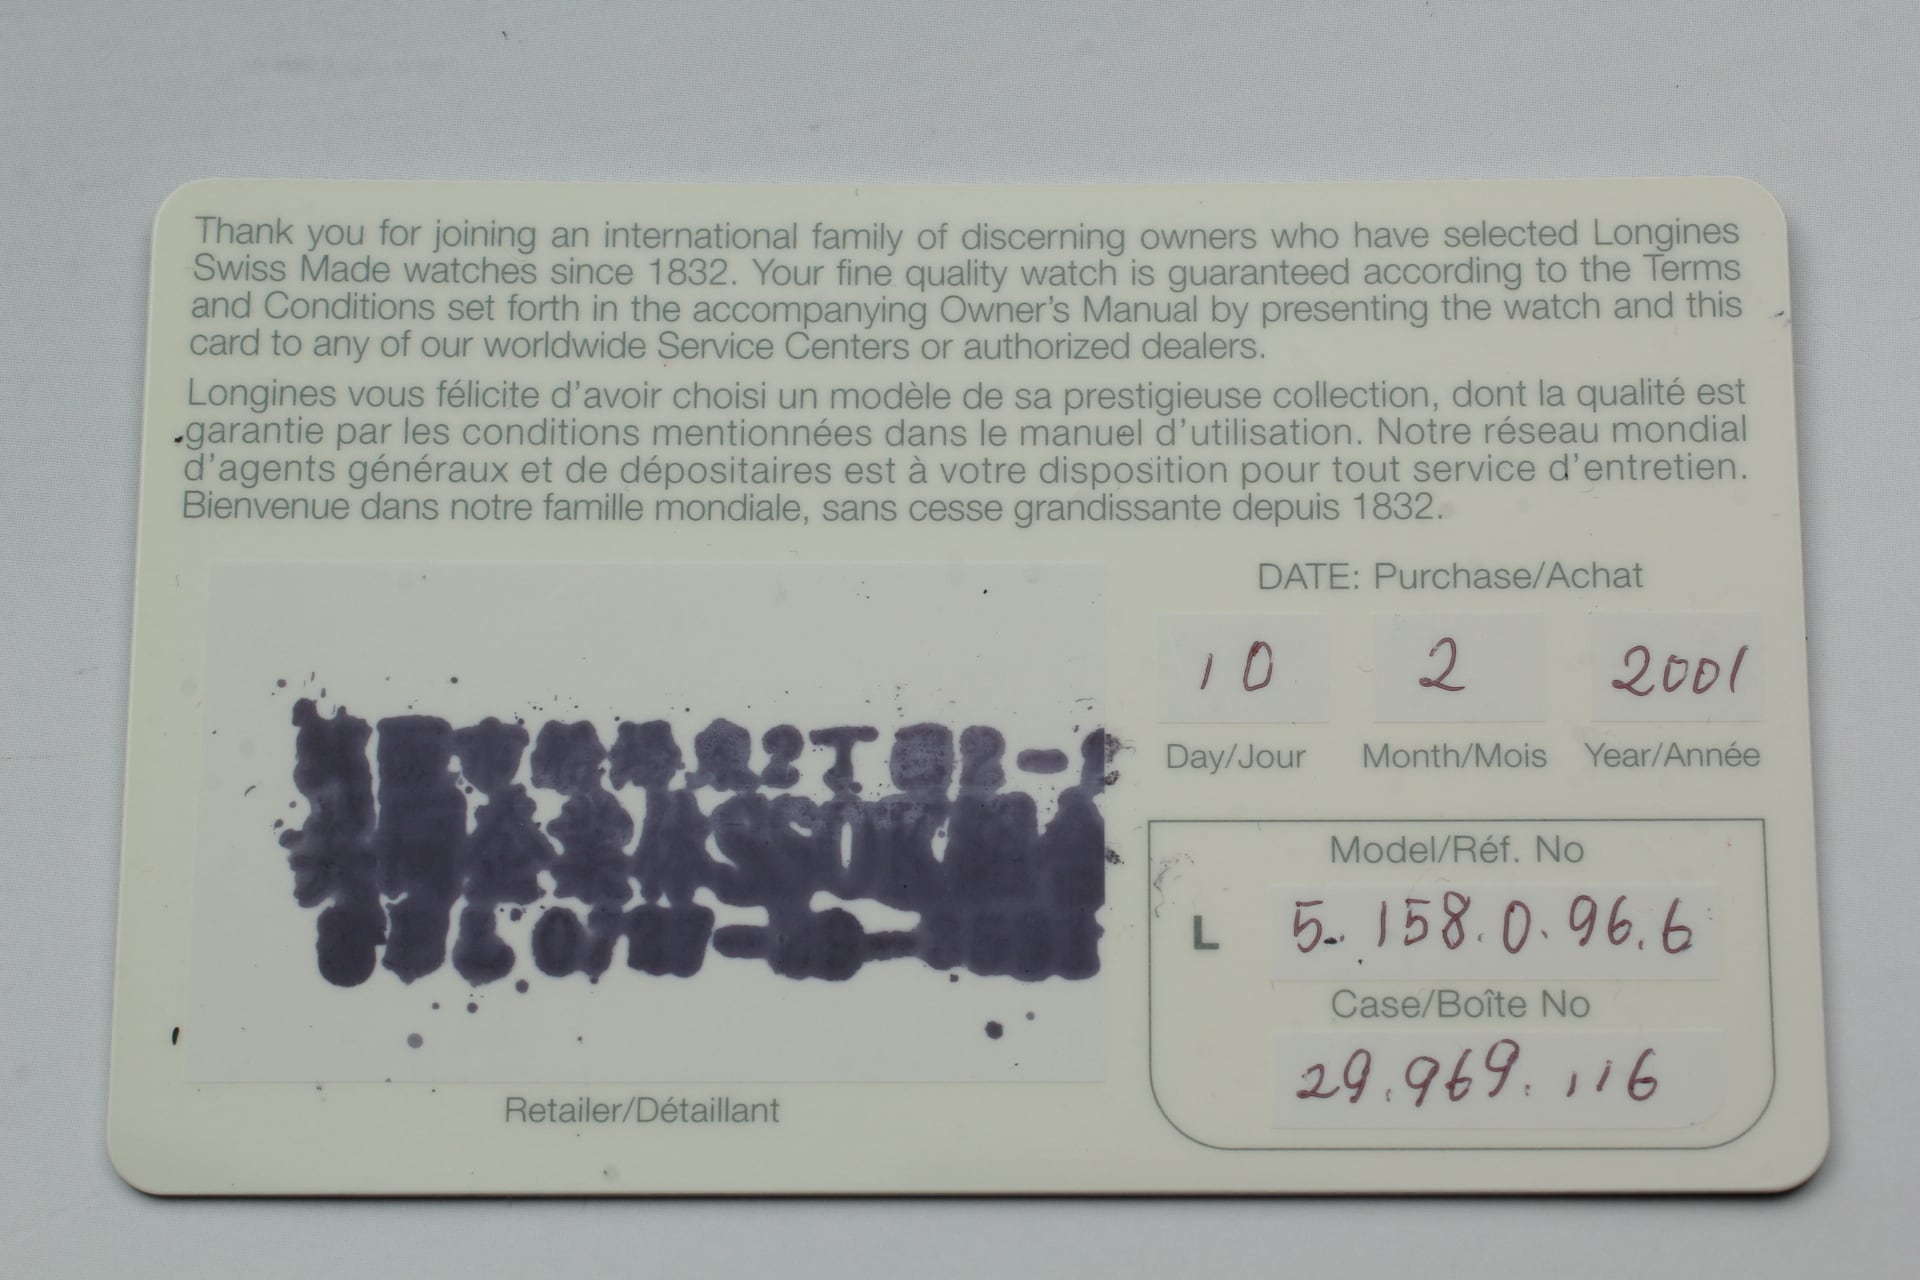 Thank you for joining an international family of discerning owners who have selected Longines
Swiss Made watches since 1832. Your fine quality watch is guaranteed according to the Terms
and Conditions set forth in the accompanying Owner's Manual by presenting the watch and this
card to any of our worldwide Service Centers or authorized dealers.
Longines vous félicite d'avoir choisi un modèle de sa prestigieuse collection, dont la qualité est
garantie par les conditions mentionnées dans le manuel d'utilisation. Notre réseau mondial
d'agents généraux et de dépositaires est à votre disposition pour tout service d'entretien.
Bienvenue dans notre famille mondiale, sans cesse grandissante depuis 1832.
DATE: Purchase/Achat
10 2 2001
Day/Jour Month/Mois Year/Année
Model/Réf. No
L 5.158.0.96.6
Case/Boîte No
29.969.116
Retailer/Détaillant